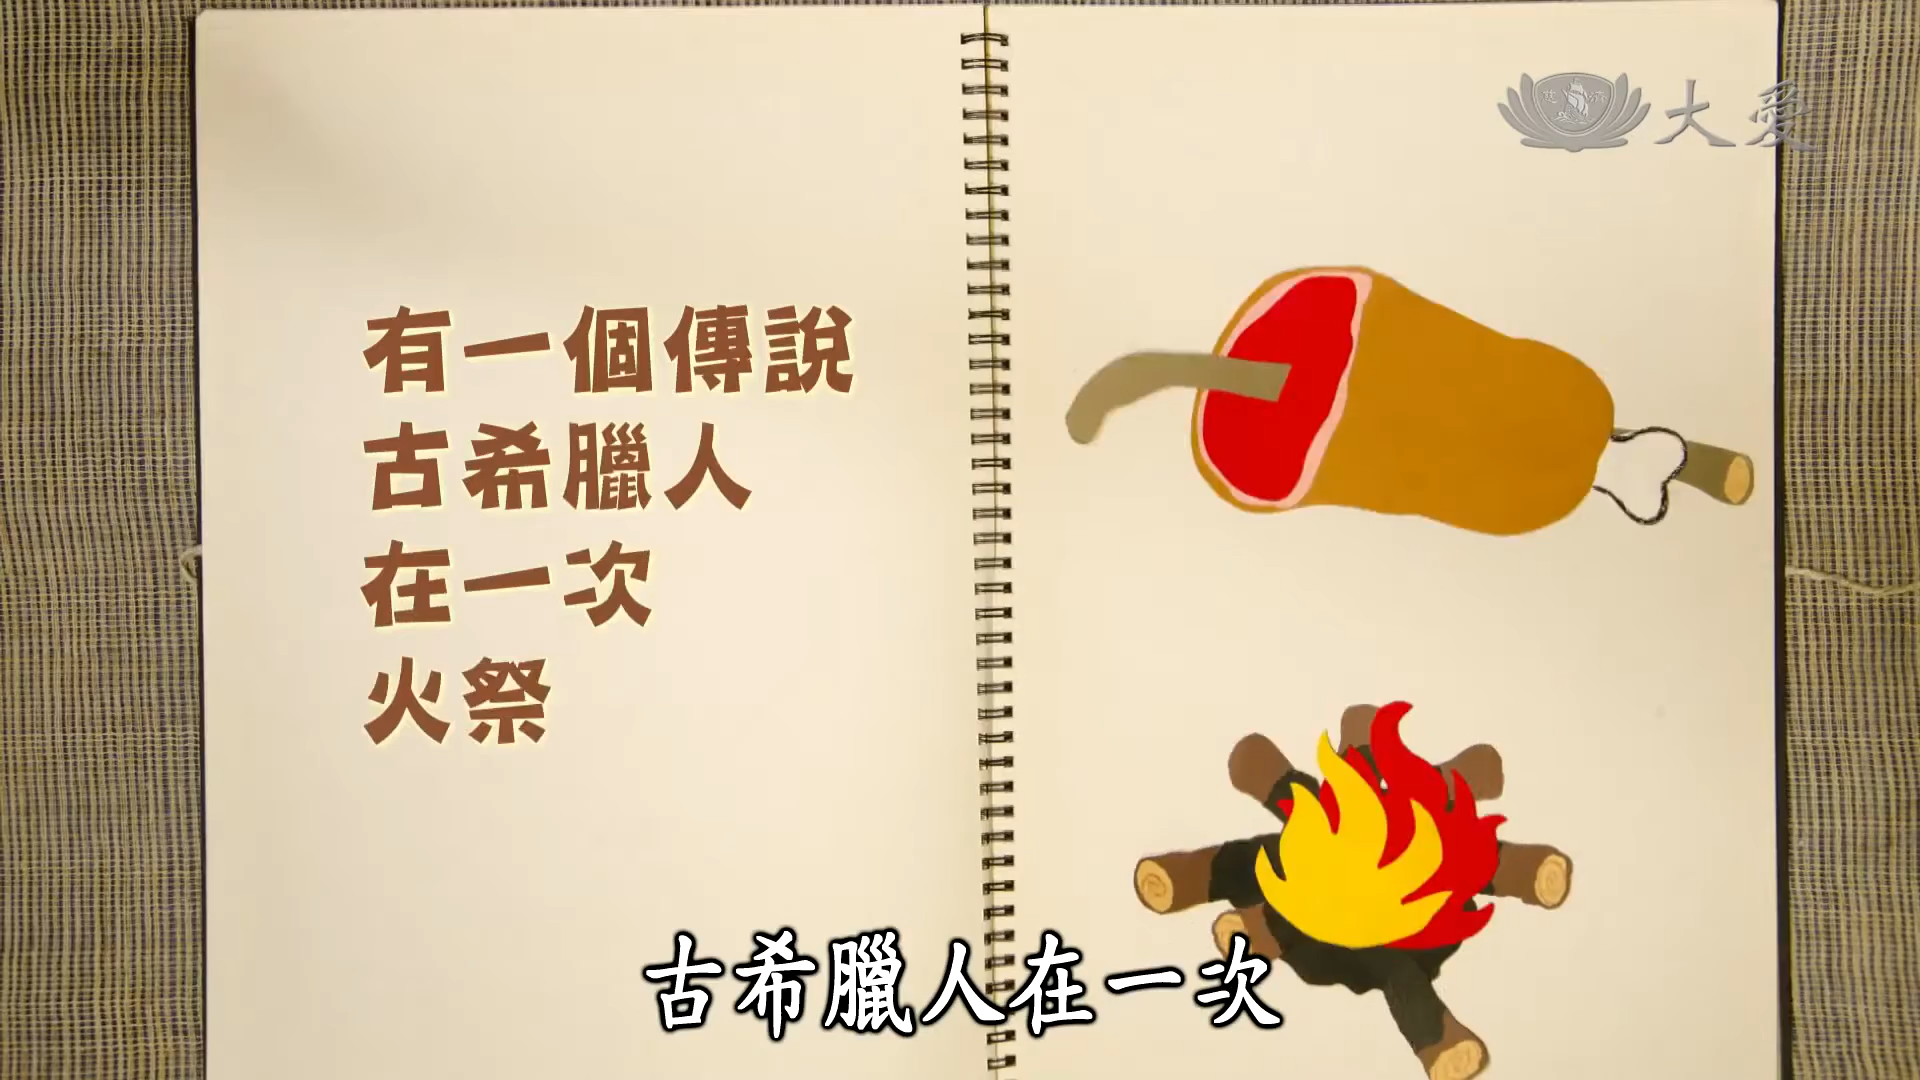 大愛
有一個傳說
古希臘人
在一次
火祭
古希臘人在一次